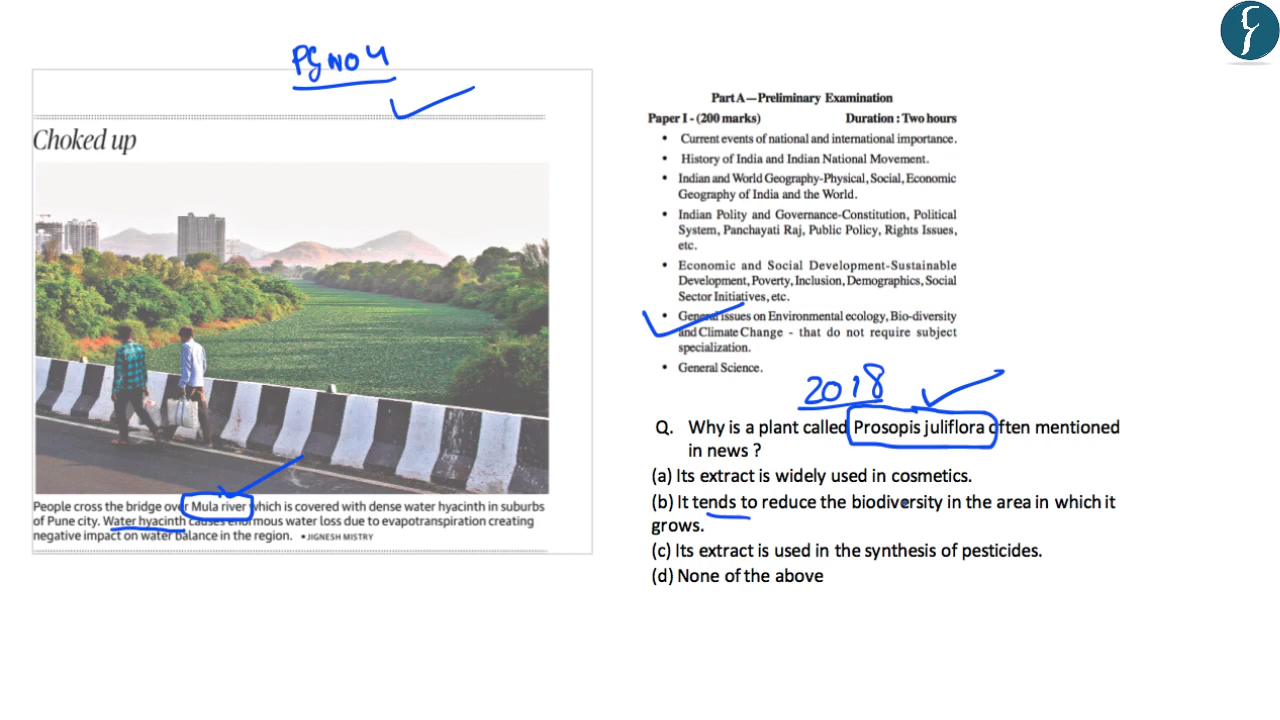 PG NO 4
Choked up
People cross the bridge over Mula river which is covered with dense water hyacinth in suburbs
of Pune city. Water hyacinth causes enormous water loss due to evapotranspiration creating
negative impact on water balance in the region. • JIGNESH MISTRY
Part A—Preliminary Examination
Paper I - (200 marks) Duration : Two hours
• Current events of national and international importance.
• History of India and Indian National Movement.
• Indian and World Geography-Physical, Social, Economic
Geography of India and the World.
• Indian Polity and Governance-Constitution, Political
System, Panchayati Raj, Public Policy, Rights Issues,
etc.
• Economic and Social Development-Sustainable
Development, Poverty, Inclusion, Demographics, Social
Sector Initiatives, etc.
• General issues on Environmental ecology, Bio-diversity
and Climate Change - that do not require subject
specialization.
• General Science.
2018
Q. Why is a plant called Prosopis juliflora often mentioned
in news ?
(a) Its extract is widely used in cosmetics.
(b) It tends to reduce the biodiversity in the area in which it
grows.
(c) Its extract is used in the synthesis of pesticides.
(d) None of the above